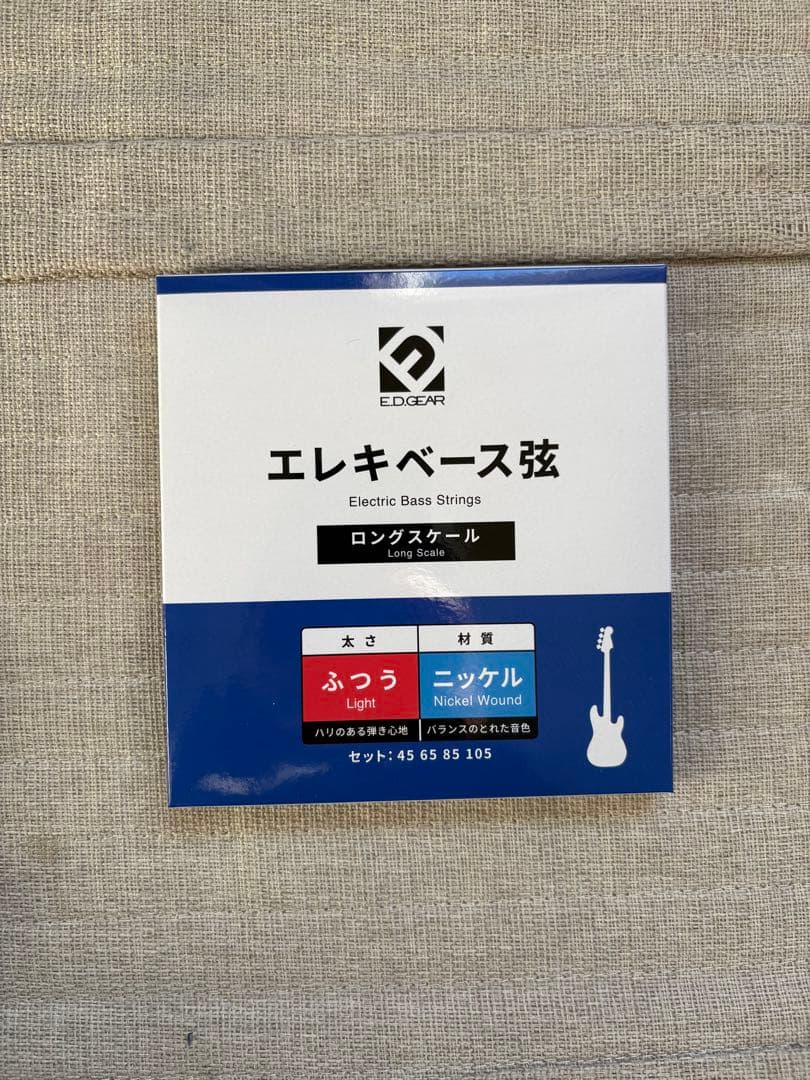 E.D.GEAR
エレキベース弦
Electric Bass Strings
ロングスケール
Long Scale
太さ 材質
ふつう ニッケル
Light Nickel Wound
ハリのある弾き心地 バランスのとれた音色
セット: 45 65 85 105